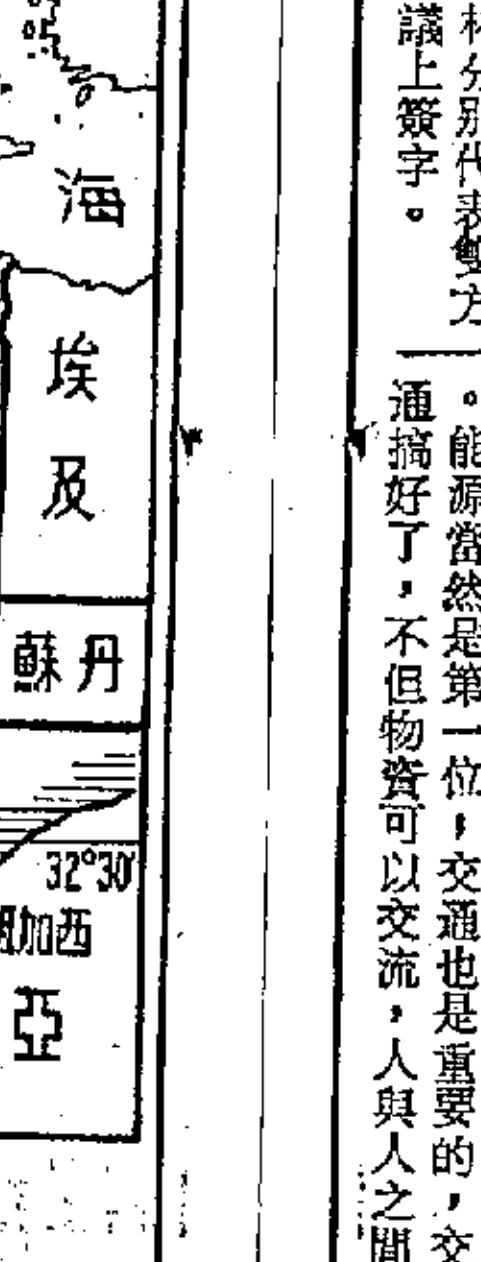 林分別代表雙方
議上簽字。
。能源當然是第一位，交通也是重要的，交
通搞好了，不但物資可以交流，人與人之間
海
埃及
蘇丹
32°30′
加西
亞